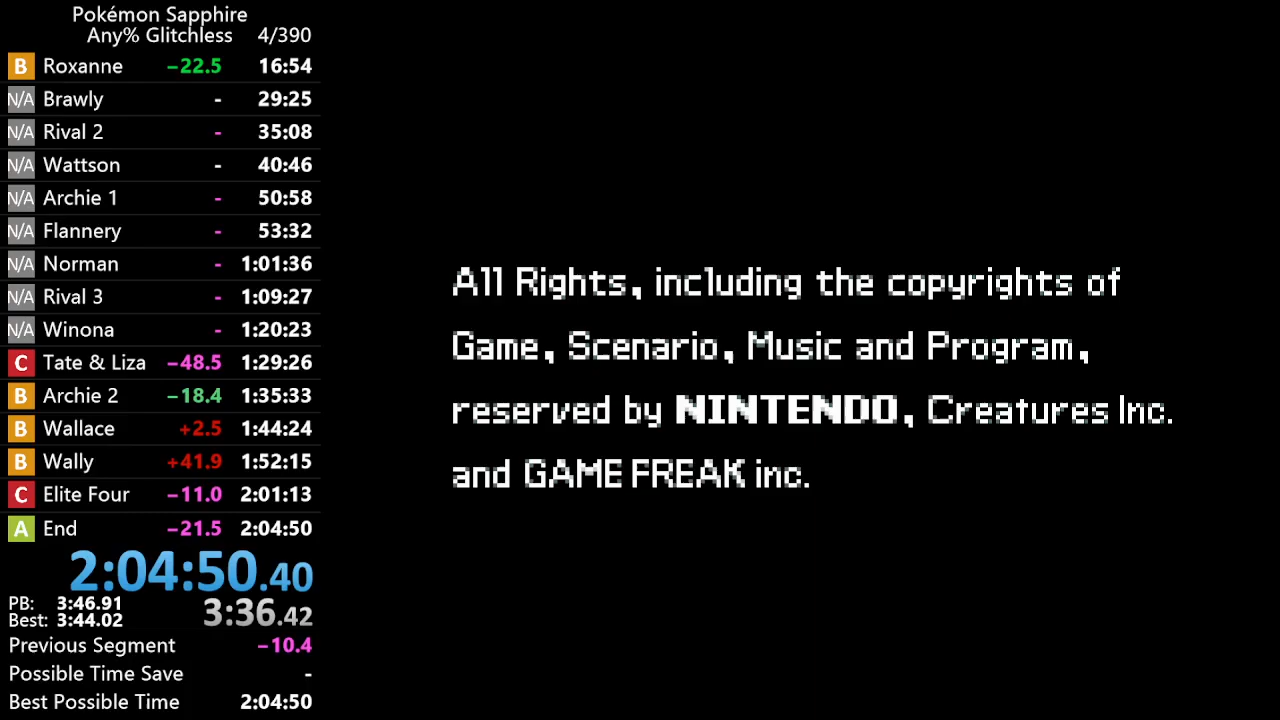 Pokémon Sapphire
Any% Glitchless 4/390
B Roxanne −22.5 16:54
N/A Brawly - 29:25
N/A Rival 2 - 35:08
N/A Wattson - 40:46
N/A Archie 1 - 50:58
N/A Flannery - 53:32
N/A Norman - 1:01:36
N/A Rival 3 - 1:09:27
N/A Winona - 1:20:23
C Tate & Liza −48.5 1:29:26
B Archie 2 −18.4 1:35:33
B Wallace +2.5 1:44:24
B Wally +41.9 1:52:15
C Elite Four −11.0 2:01:13
A End −21.5 2:04:50
2:04:50.40
PB: 3:46.91
Best: 3:44.02
3:36.42
Previous Segment −10.4
Possible Time Save -
Best Possible Time 2:04:50
All Rights, including the copyrights of
Game, Scenario, Music and Program,
reserved by NINTENDO, Creatures Inc.
and GAME FREAK inc.